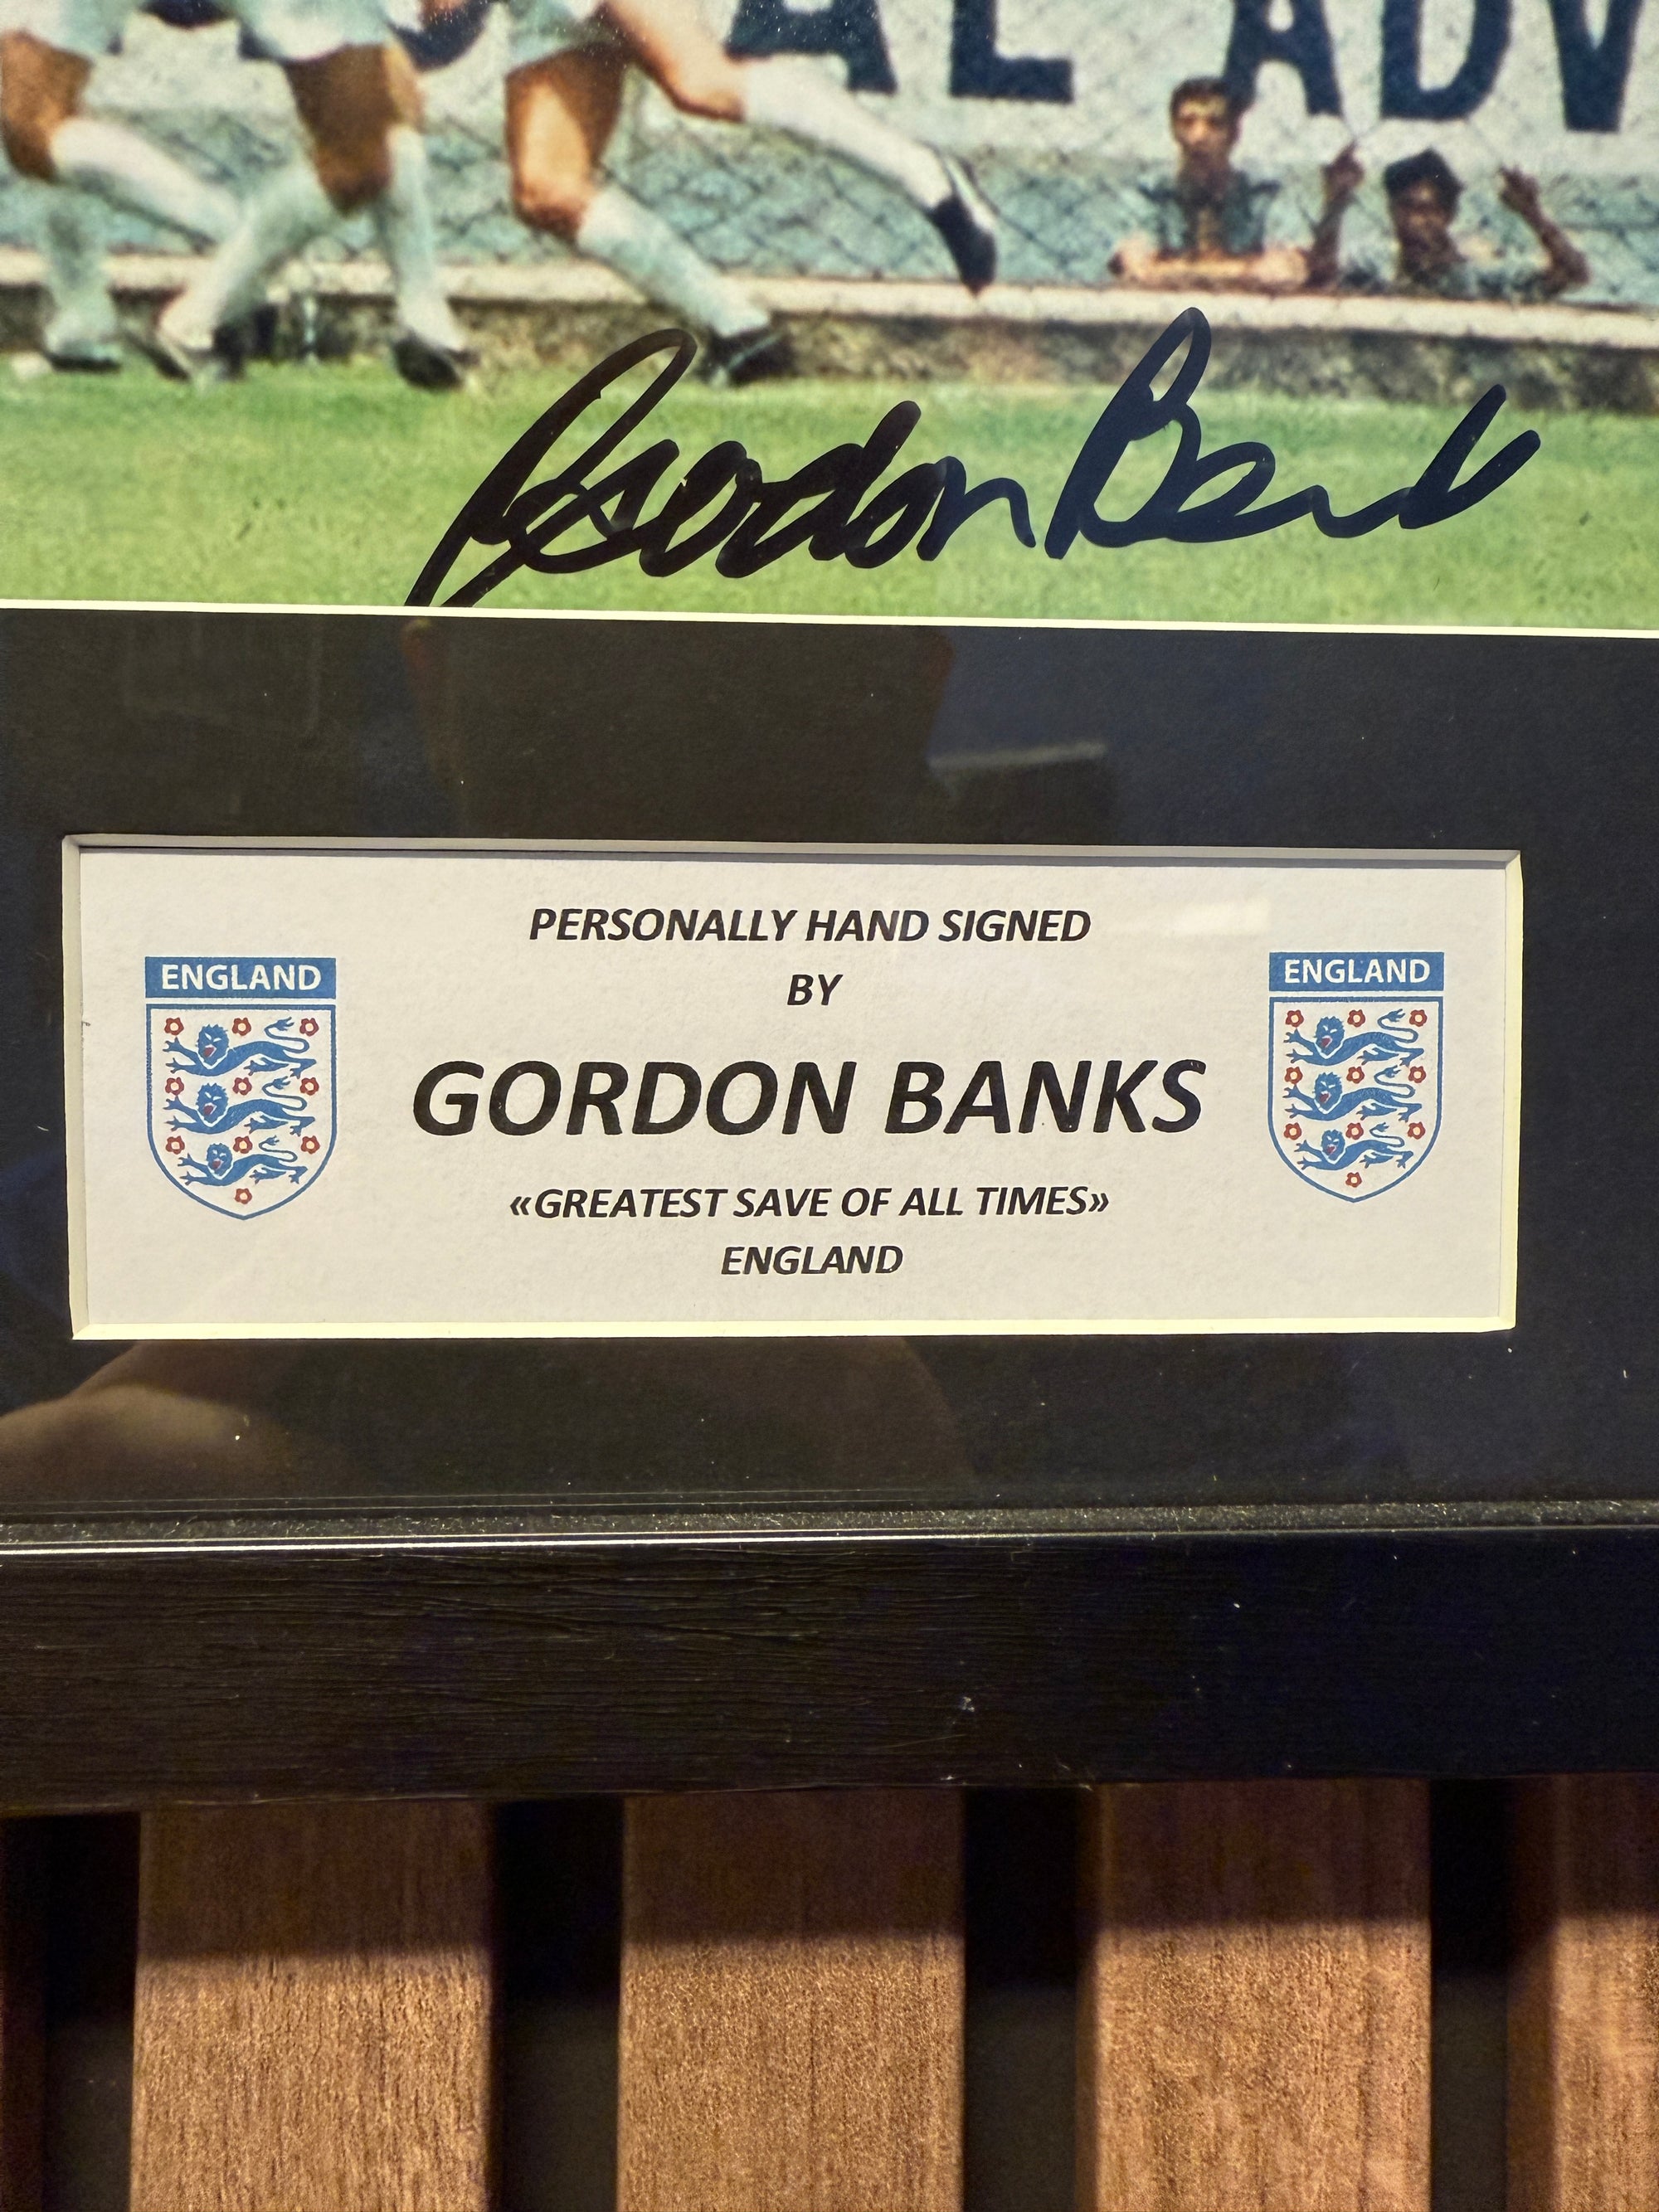 AL ADV
Gordon Banks
PERSONALLY HAND SIGNED
BY
ENGLAND
ENGLAND
GORDON BANKS
«GREATEST SAVE OF ALL TIMES»
ENGLAND